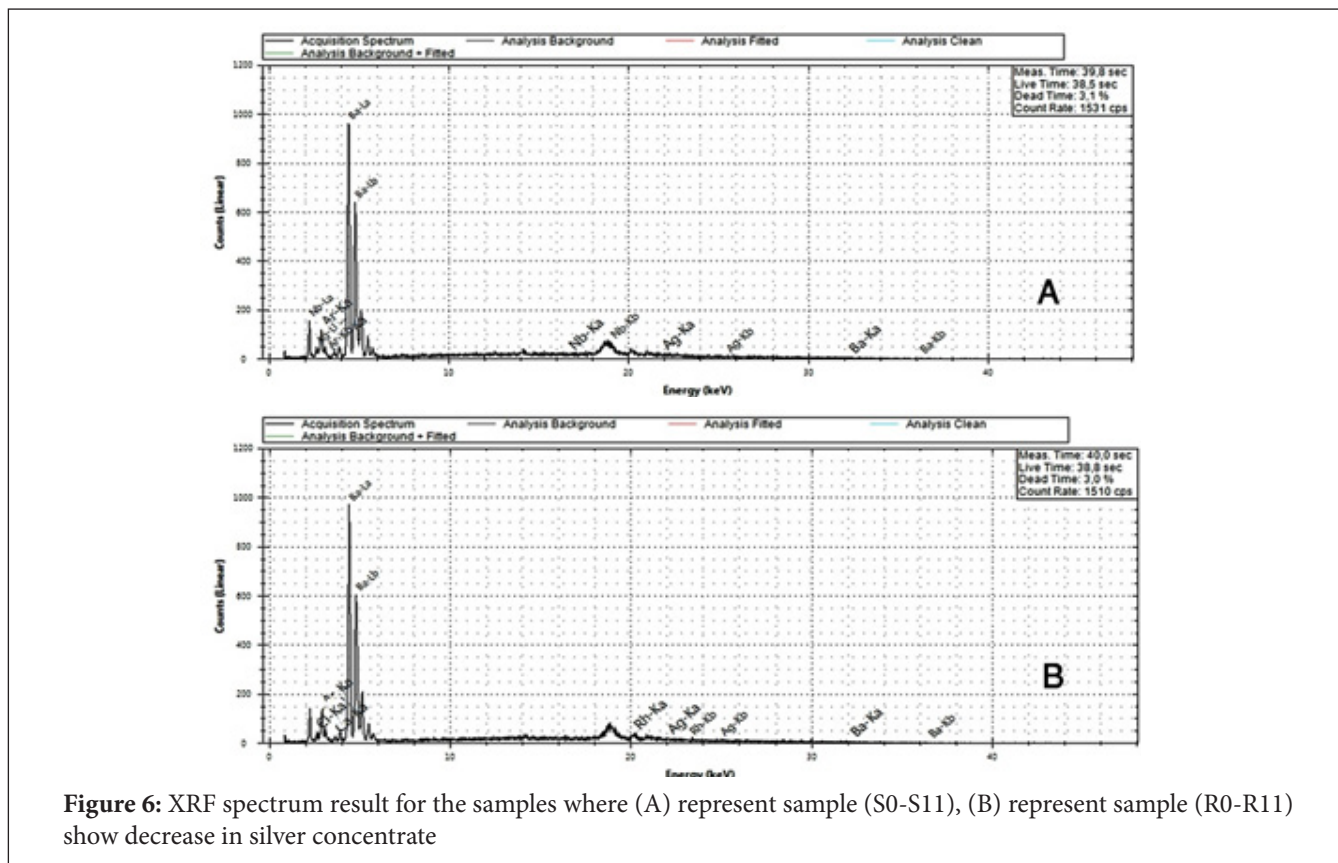 Acquisition Spectrum Analysis Background Analysis Fitted Analysis Clean
Analysis Background + Fitted
Meas. Time: 39,8 sec
Live Time: 38,5 sec
Dead Time: 3,1 %
Count Rate: 1531 cps
1200
1000
800
600
400
200
0
Counts (Linear)
Ba-La
Ba-Lb
Nb-La
Nb-Ka
Nb-Kb
Ag-Ka
Ag-Kb
Ba-Ka
Ba-Kb
A
0 10 20 30 40
Energy (keV)
Acquisition Spectrum Analysis Background Analysis Fitted Analysis Clean
Analysis Background + Fitted
Meas. Time: 40,0 sec
Live Time: 38,8 sec
Dead Time: 3,0 %
Count Rate: 1510 cps
1200
1000
800
600
400
200
0
Counts (Linear)
Ba-La
Ba-Lb
Rh-Ka
Ag-Ka
Rh-Kb
Ag-Kb
Ba-Ka
Ba-Kb
B
0 10 20 30 40
Energy (keV)
Figure 6: XRF spectrum result for the samples where (A) represent sample (S0-S11), (B) represent sample (R0-R11)
show decrease in silver concentrate